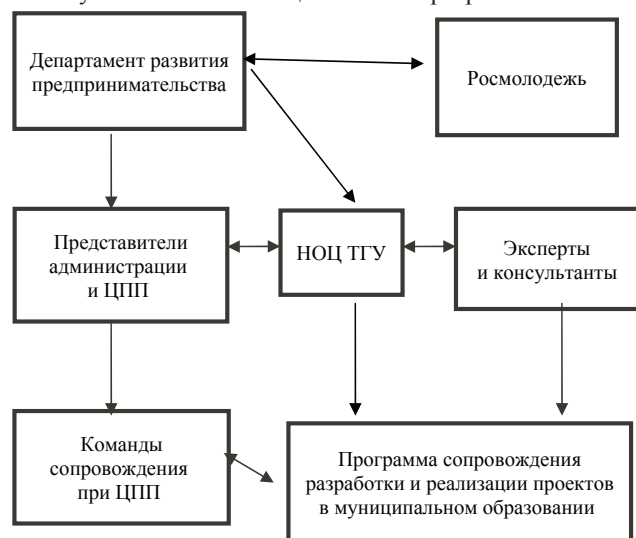 Департамент развития
предпринимательства
Росмолодежь
Представители
администрации
и ЦПП
НОЦ ТГУ
Эксперты
и консультанты
Команды
сопровождения
при ЦПП
Программа сопровождения
разработки и реализации проектов
в муниципальном образовании